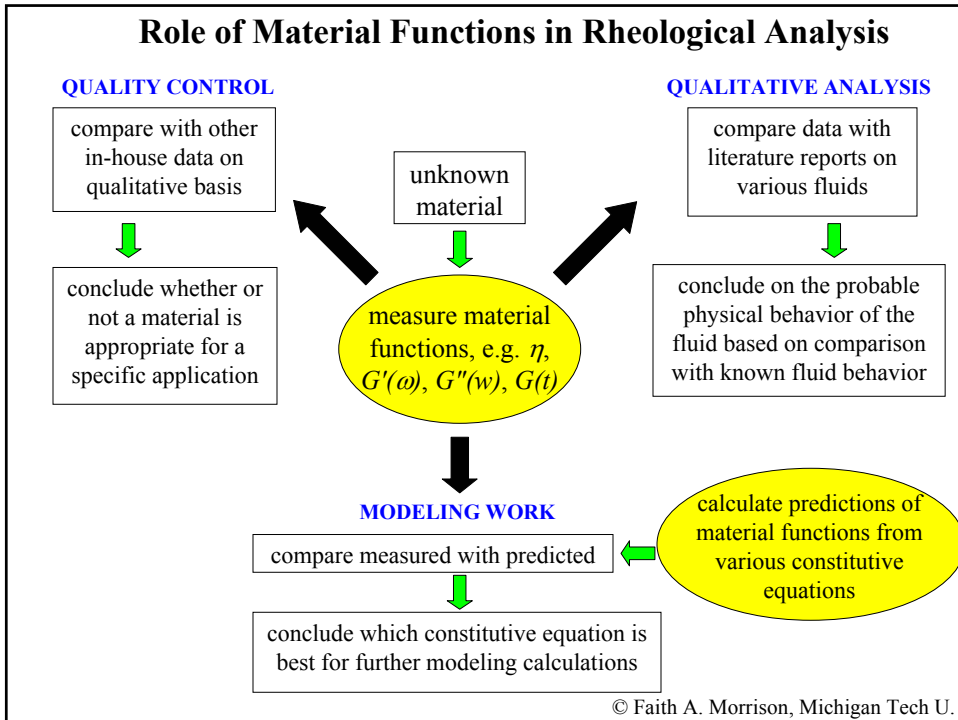 Role of Material Functions in Rheological Analysis
QUALITY CONTROL
compare with other
in-house data on
qualitative basis
conclude whether or
not a material is
appropriate for a
specific application
unknown
material
measure material
functions, e.g. η,
G'(ω), G"(w), G(t)
QUALITATIVE ANALYSIS
compare data with
literature reports on
various fluids
conclude on the probable
physical behavior of the
fluid based on comparison
with known fluid behavior
MODELING WORK
compare measured with predicted
conclude which constitutive equation is
best for further modeling calculations
calculate predictions of
material functions from
various constitutive
equations
© Faith A. Morrison, Michigan Tech U.